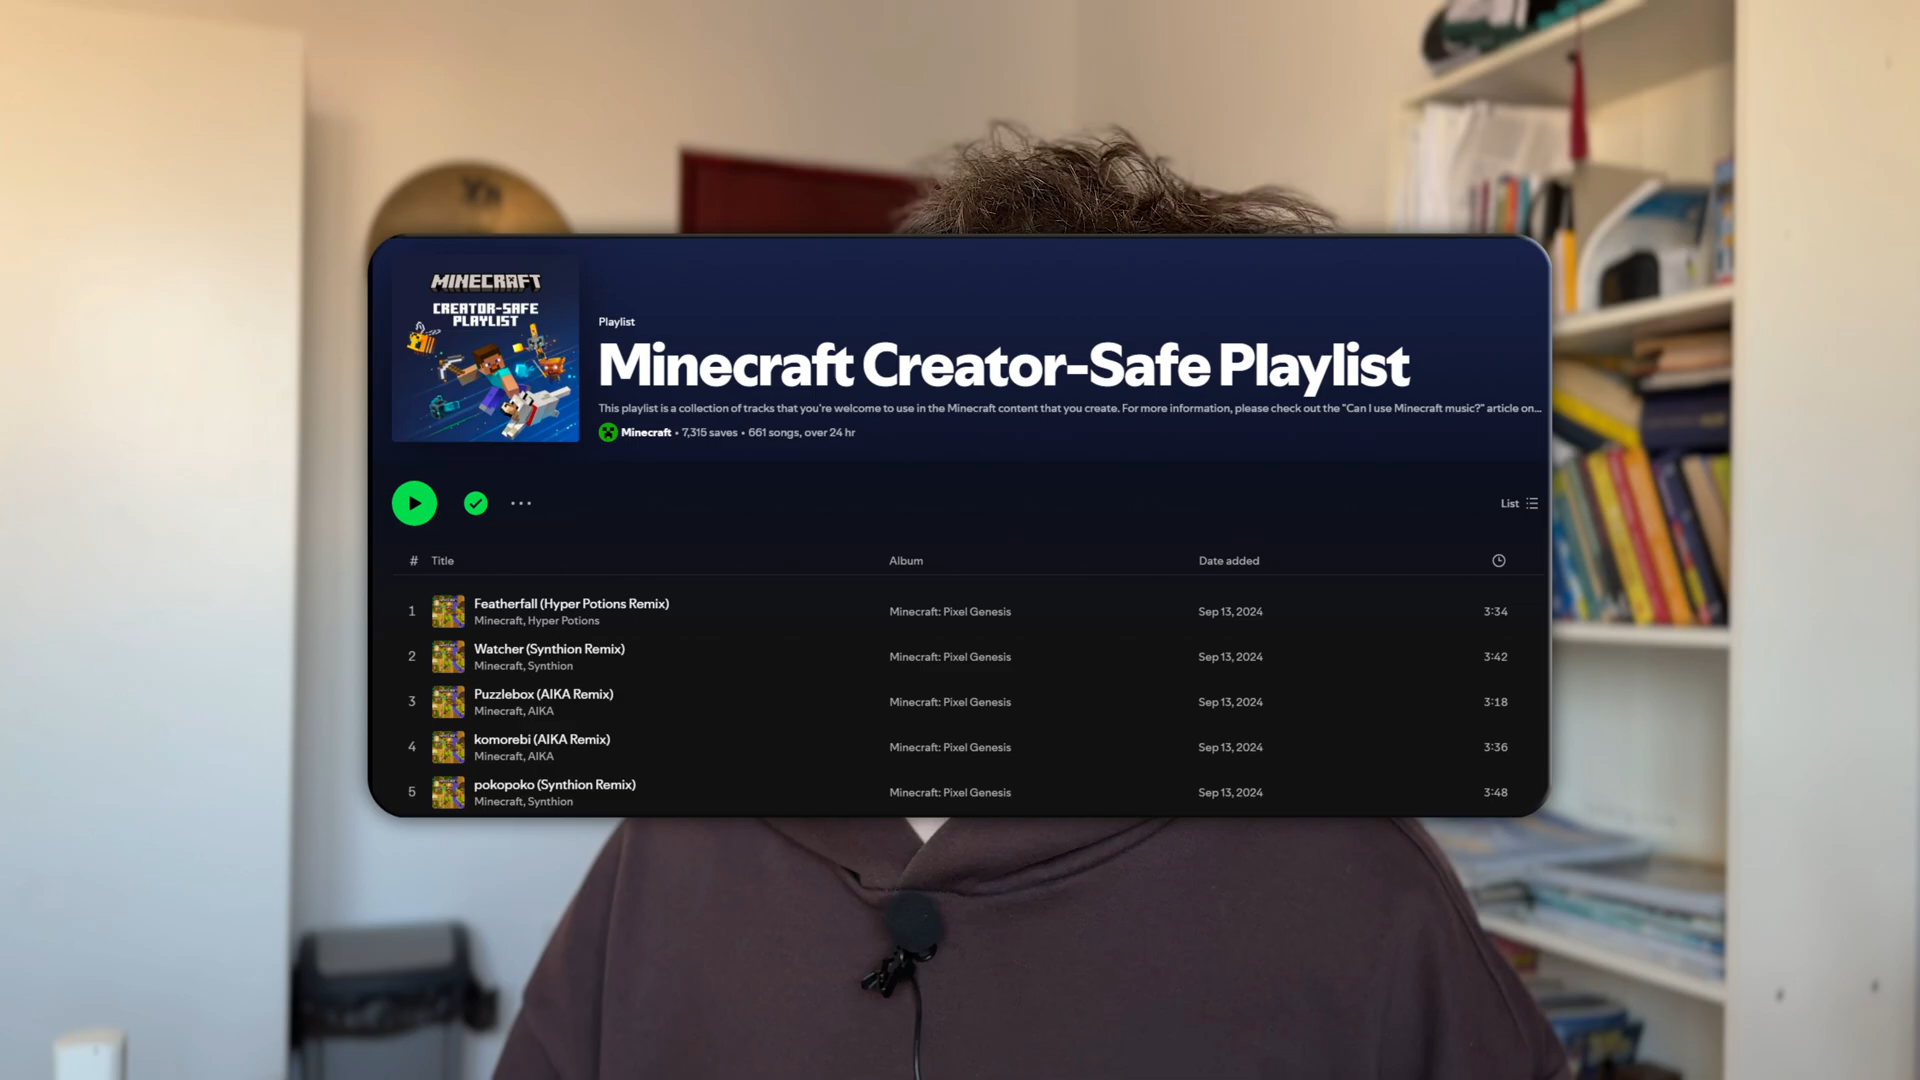 MINECRAFT
CREATOR-SAFE
PLAYLIST
Playlist
Minecraft Creator-Safe Playlist
This playlist is a collection of tracks that you're welcome to use in the Minecraft content that you create. For more information, please check out the "Can I use Minecraft music?" article on...
Minecraft • 7,315 saves • 661 songs, over 24 hr
List
# Title Album Date added
1 Featherfall (Hyper Potions Remix) Minecraft: Pixel Genesis Sep 13, 2024 3:34
Minecraft, Hyper Potions
2 Watcher (Synthion Remix) Minecraft: Pixel Genesis Sep 13, 2024 3:42
Minecraft, Synthion
3 Puzzlebox (AIKA Remix) Minecraft: Pixel Genesis Sep 13, 2024 3:18
Minecraft, AIKA
4 komorebi (AIKA Remix) Minecraft: Pixel Genesis Sep 13, 2024 3:36
Minecraft, AIKA
5 pokopoko (Synthion Remix) Minecraft: Pixel Genesis Sep 13, 2024 3:48
Minecraft, Synthion